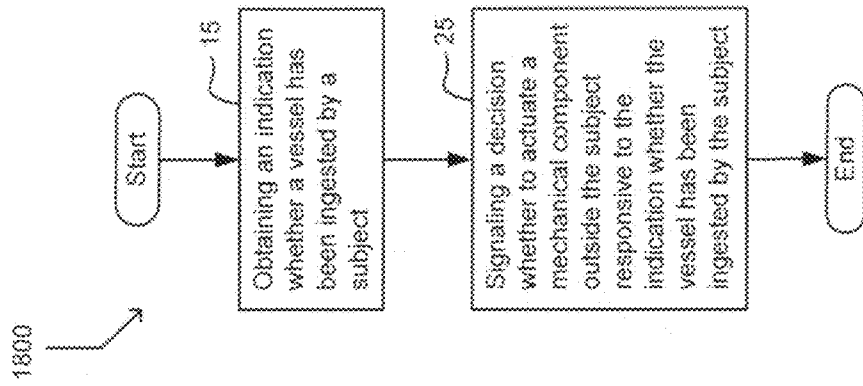 1800
Start
15
Obtaining an indication
whether a vessel has
been ingested by a
subject
25
Signaling a decision
whether to actuate a
mechanical component
outside the subject
responsive to the
indication whether the
vessel has been
ingested by the subject
End